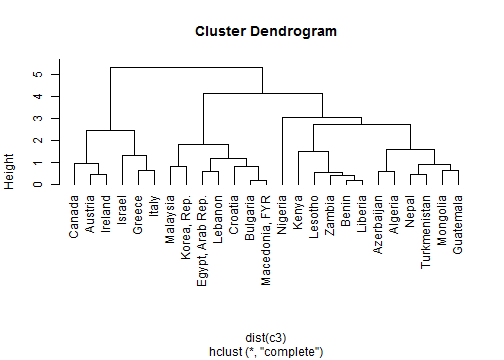 Cluster Dendrogram
Height
5
4
3
2
1
0
Canada
Austria
Ireland
Israel
Greece
Italy
Malaysia
Korea, Rep.
Egypt, Arab Rep.
Lebanon
Croatia
Bulgaria
Macedonia, FYR
Nigeria
Kenya
Lesotho
Zambia
Benin
Liberia
Azerbaijan
Algeria
Nepal
Turkmenistan
Mongolia
Guatemala
dist(c3)
hclust (*, "complete")